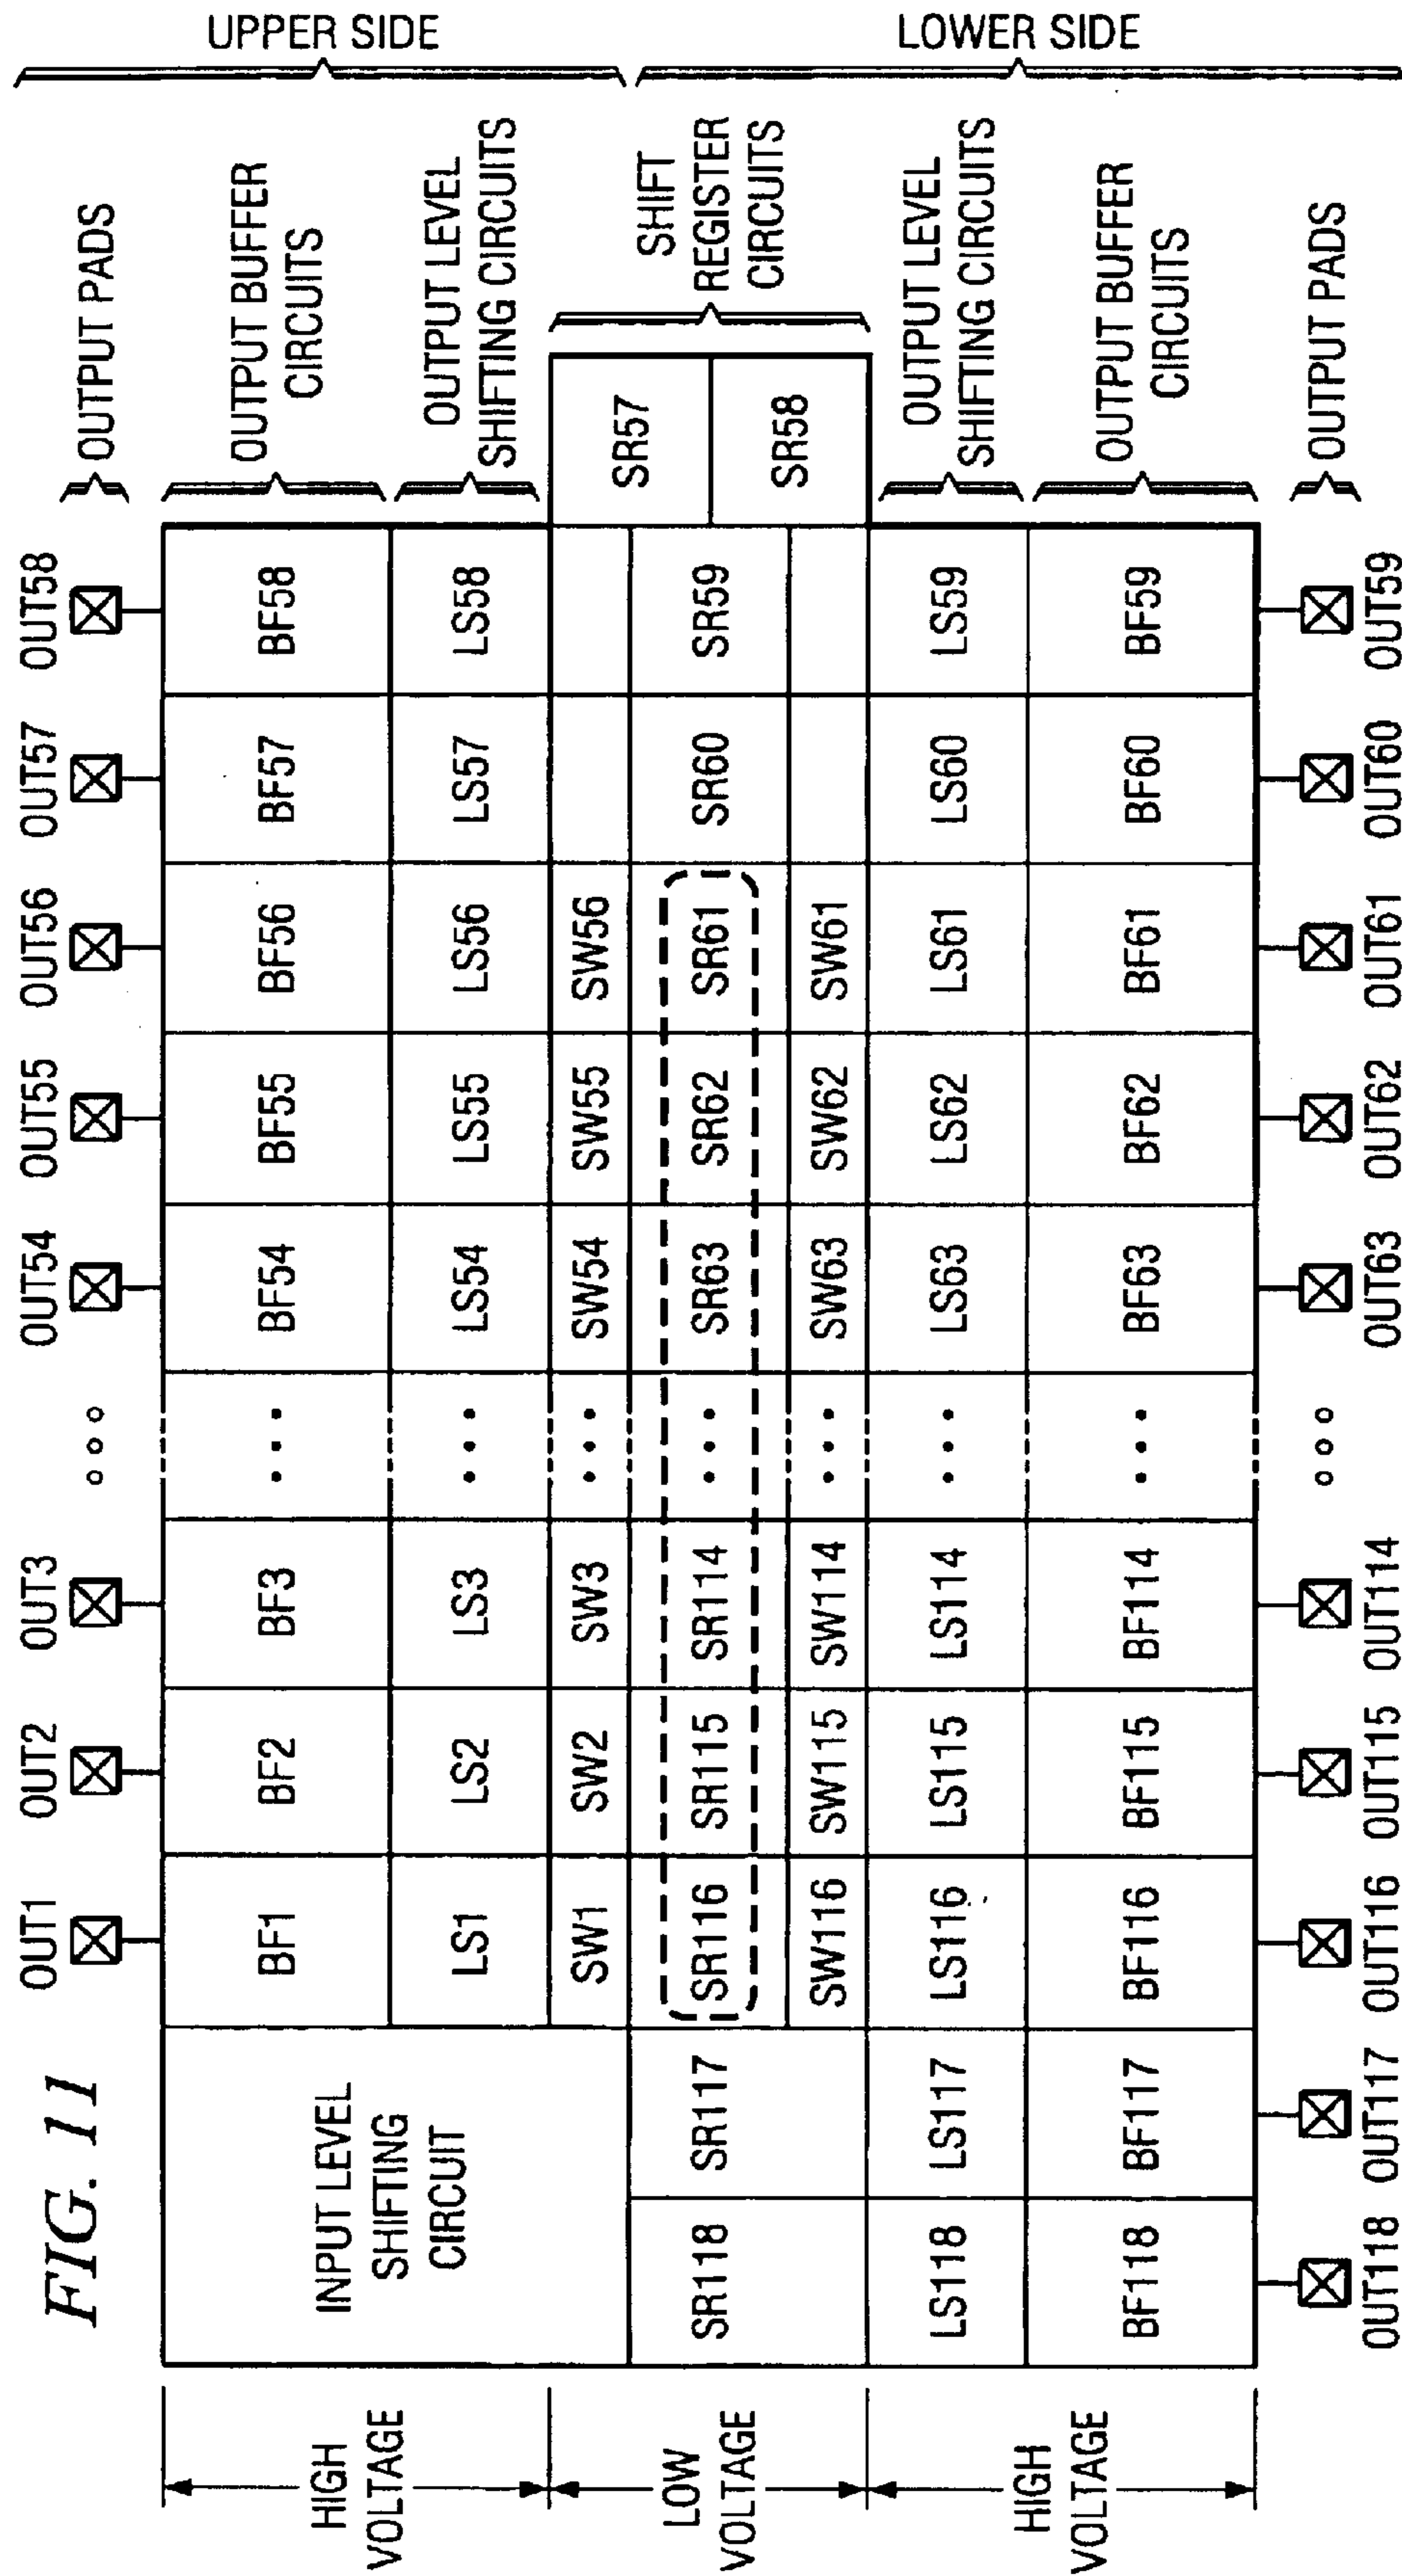 FIG. 11
UPPER SIDE
LOWER SIDE
OUT1 OUT2 OUT3 OUT54 OUT55 OUT56 OUT57 OUT58
OUTPUT PADS
HIGH
VOLTAGE
INPUT LEVEL
SHIFTING
CIRCUIT
BF1 BF2 BF3 • • • BF54 BF55 BF56 BF57 BF58
OUTPUT BUFFER
CIRCUITS
LS1 LS2 LS3 • • • LS54 LS55 LS56 LS57 LS58
OUTPUT LEVEL
SHIFTING CIRCUITS
LOW
VOLTAGE
SW1 SW2 SW3 • • • SW54 SW55 SW56
SR118 SR117 SR116 SR115 SR114 • • • SR63 SR62 SR61 SR60 SR59
SR57
SR58
SHIFT
REGISTER
CIRCUITS
SW116 SW115 SW114 • • • SW63 SW62 SW61
HIGH
VOLTAGE
LS118 LS117 LS116 LS115 LS114 • • • LS63 LS62 LS61 LS60 LS59
OUTPUT LEVEL
SHIFTING CIRCUITS
BF118 BF117 BF116 BF115 BF114 • • • BF63 BF62 BF61 BF60 BF59
OUTPUT BUFFER
CIRCUITS
OUTPUT PADS
OUT118 OUT117 OUT116 OUT115 OUT114 OUT63 OUT62 OUT61 OUT60 OUT59